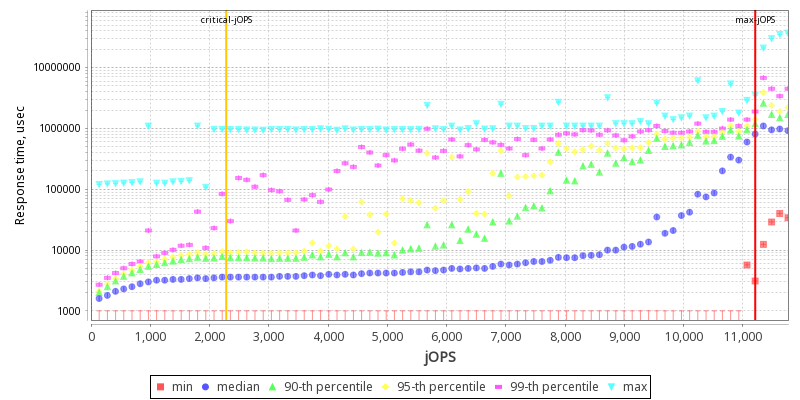 critical-jOPS max-jOPS
10000000
1000000
100000
10000
1000
Response time, usec
0 1,000 2,000 3,000 4,000 5,000 6,000 7,000 8,000 9,000 10,000 11,000
jOPS
min median 90-th percentile 95-th percentile 99-th percentile max